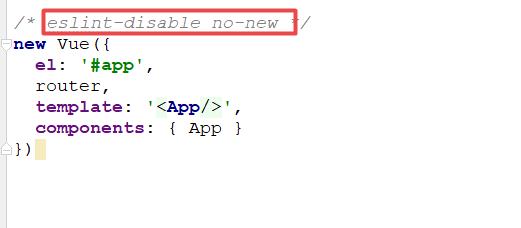 /* eslint-disable no-new */
new Vue({
  el: '#app',
  router,
  template: '<App/>',
  components: { App }
})